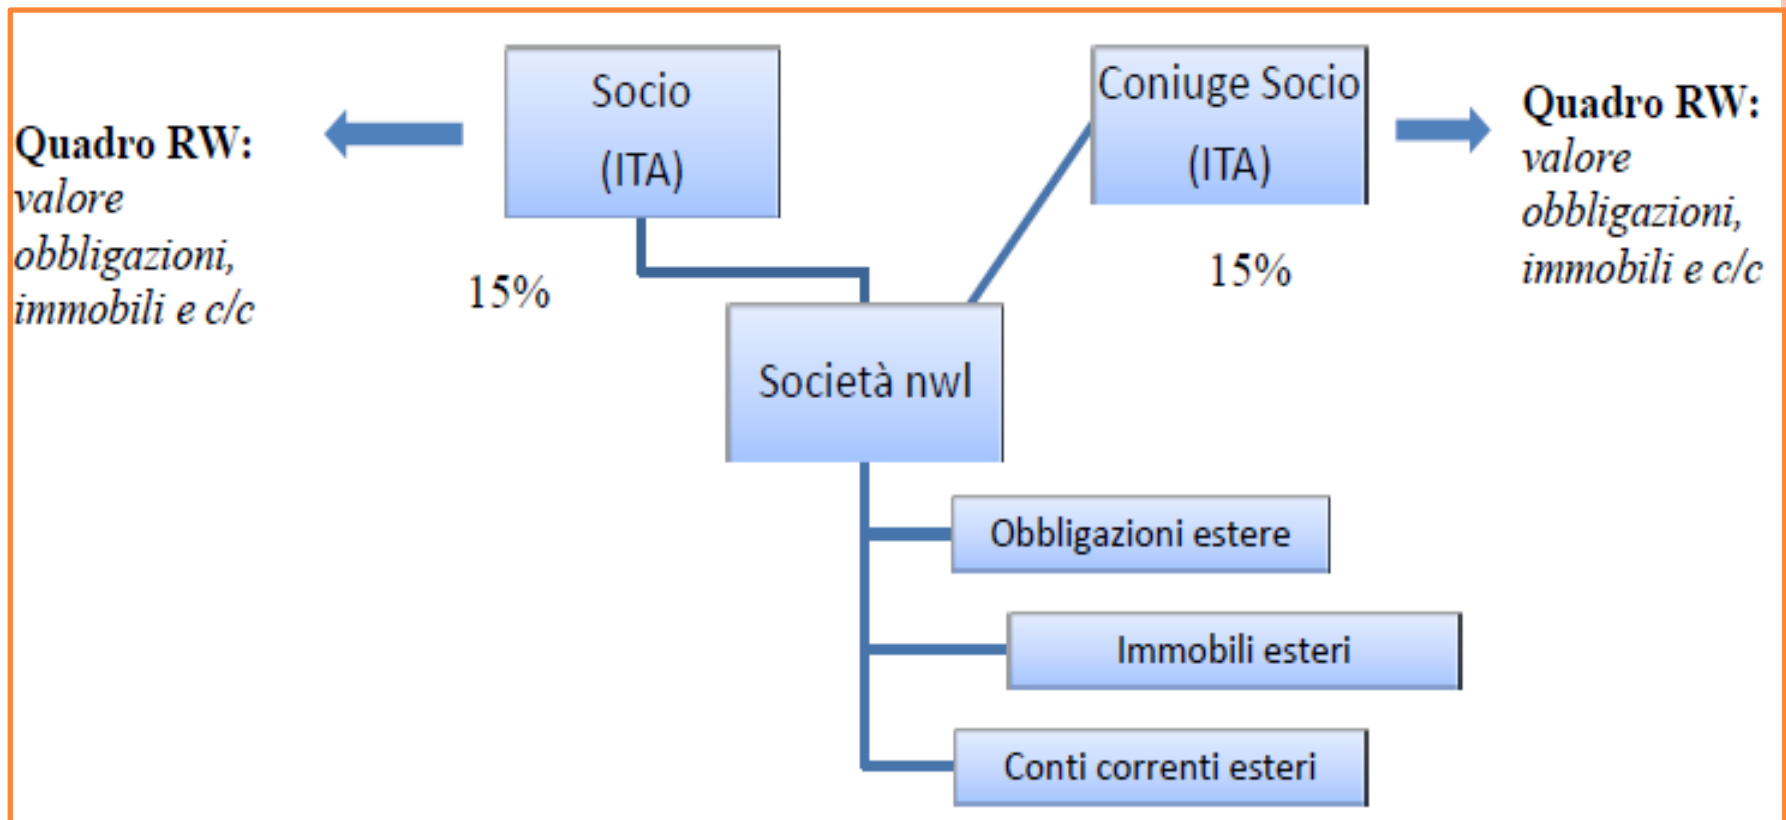 Socio
(ITA)
Coniuge Socio
(ITA)
Quadro RW:
valore
obbligazioni,
immobili e c/c
Quadro RW:
valore
obbligazioni,
immobili e c/c
15%
15%
Società nwl
Obbligazioni estere
Immobili esteri
Conti correnti esteri